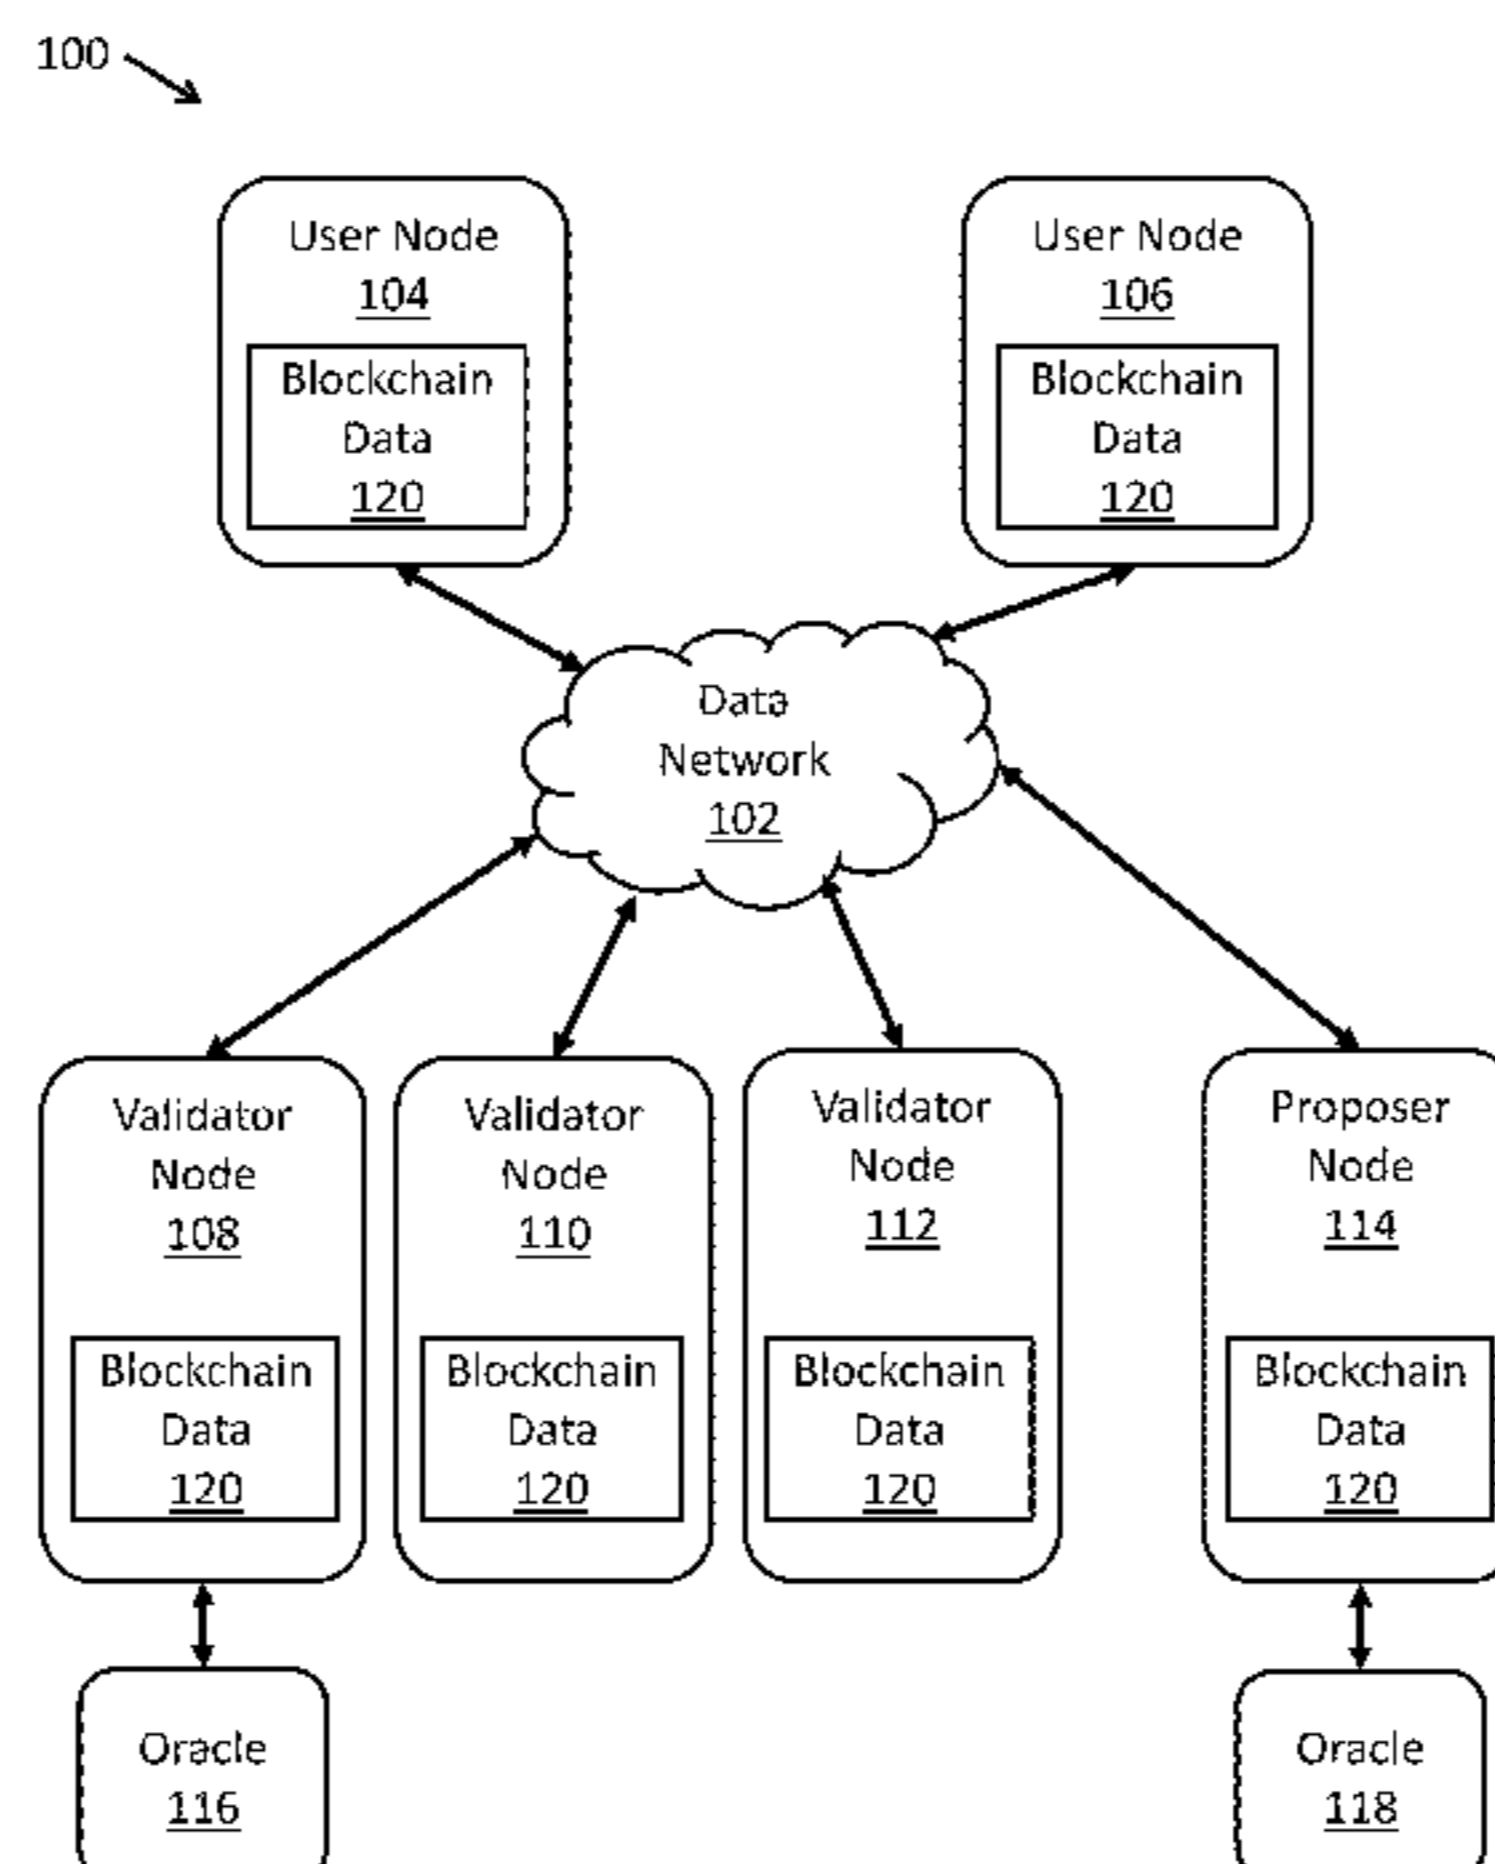 100
User Node
104
Blockchain
Data
120
User Node
106
Blockchain
Data
120
Data
Network
102
Validator
Node
108
Blockchain
Data
120
Validator
Node
110
Blockchain
Data
120
Validator
Node
112
Blockchain
Data
120
Proposer
Node
114
Blockchain
Data
120
Oracle
116
Oracle
118